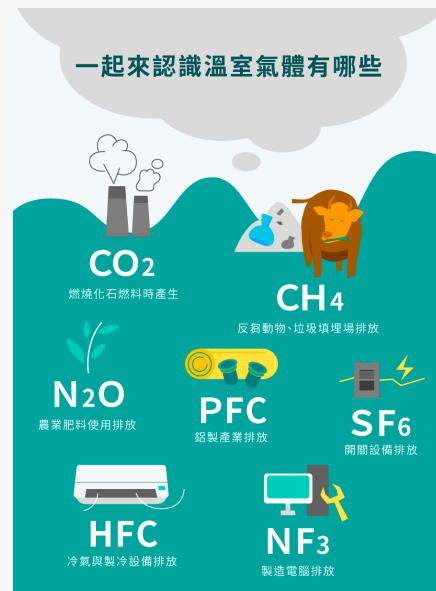 一起來認識溫室氣體有哪些
CO2
燃燒化石燃料時產生
CH4
反芻動物、垃圾填埋場排放
N2O
農業肥料使用排放
PFC
鋁製產業排放
SF6
開關設備排放
HFC
冷氣與製冷設備排放
NF3
製造電腦排放